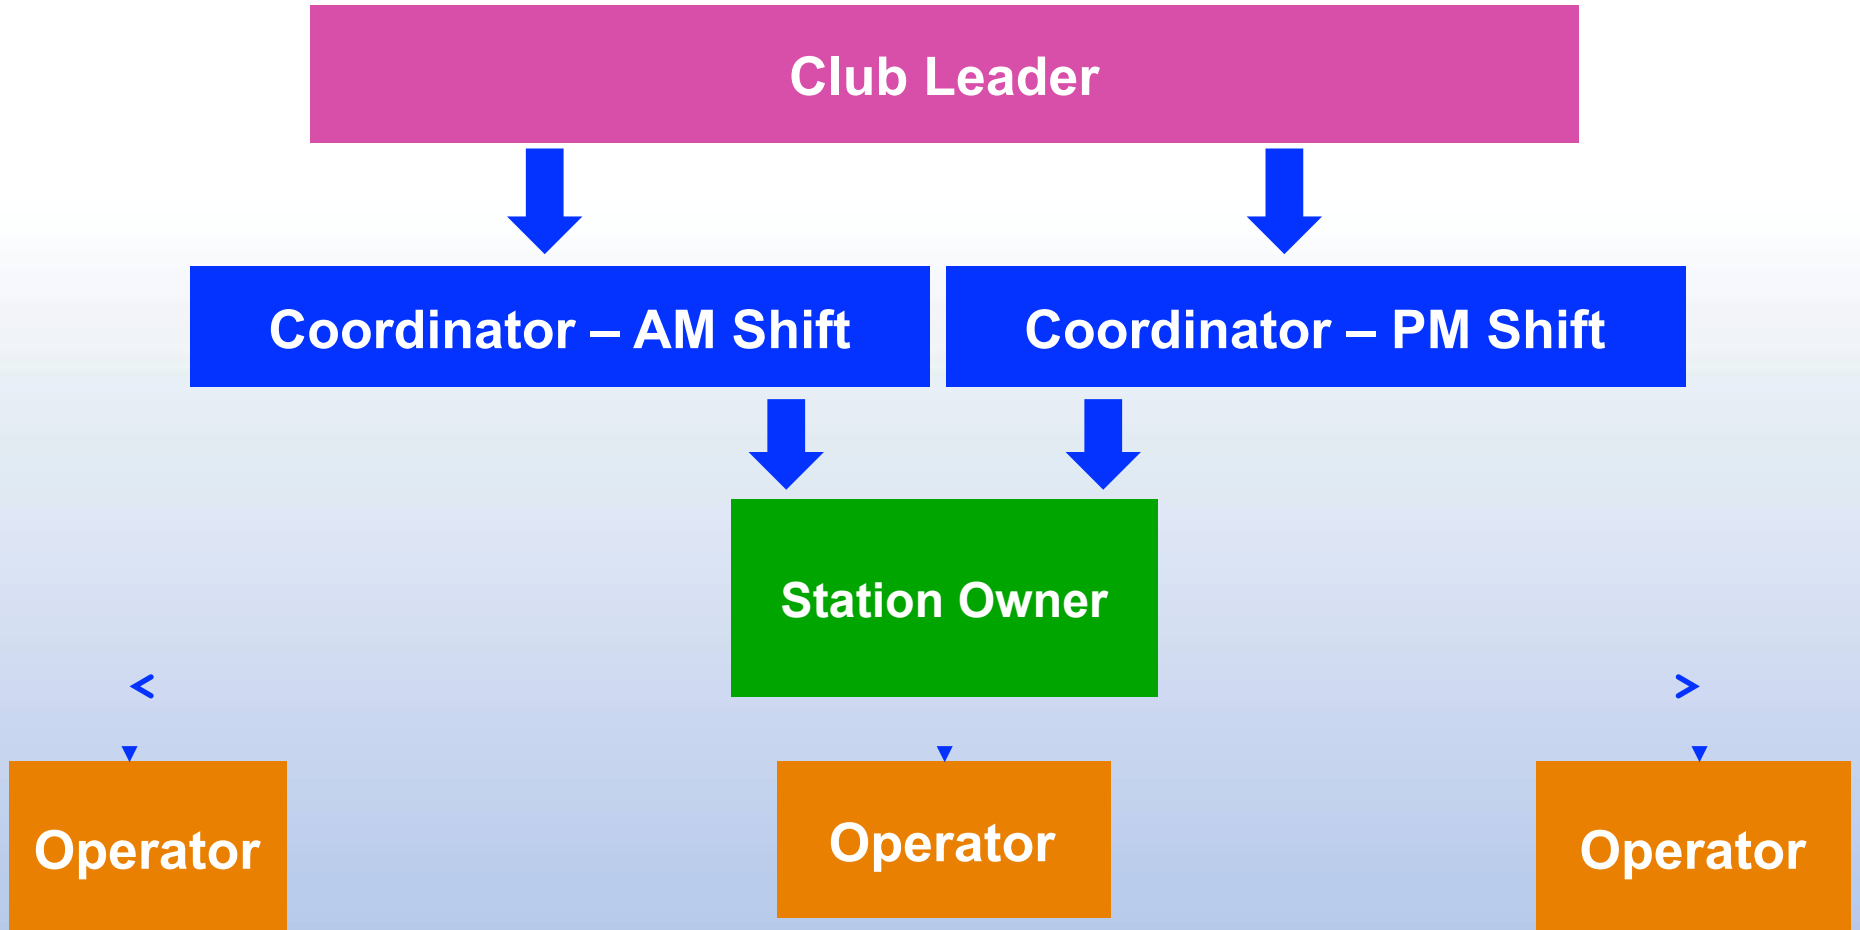 Club Leader
Coordinator – AM Shift
Coordinator – PM Shift
Station Owner
Operator
Operator
Operator